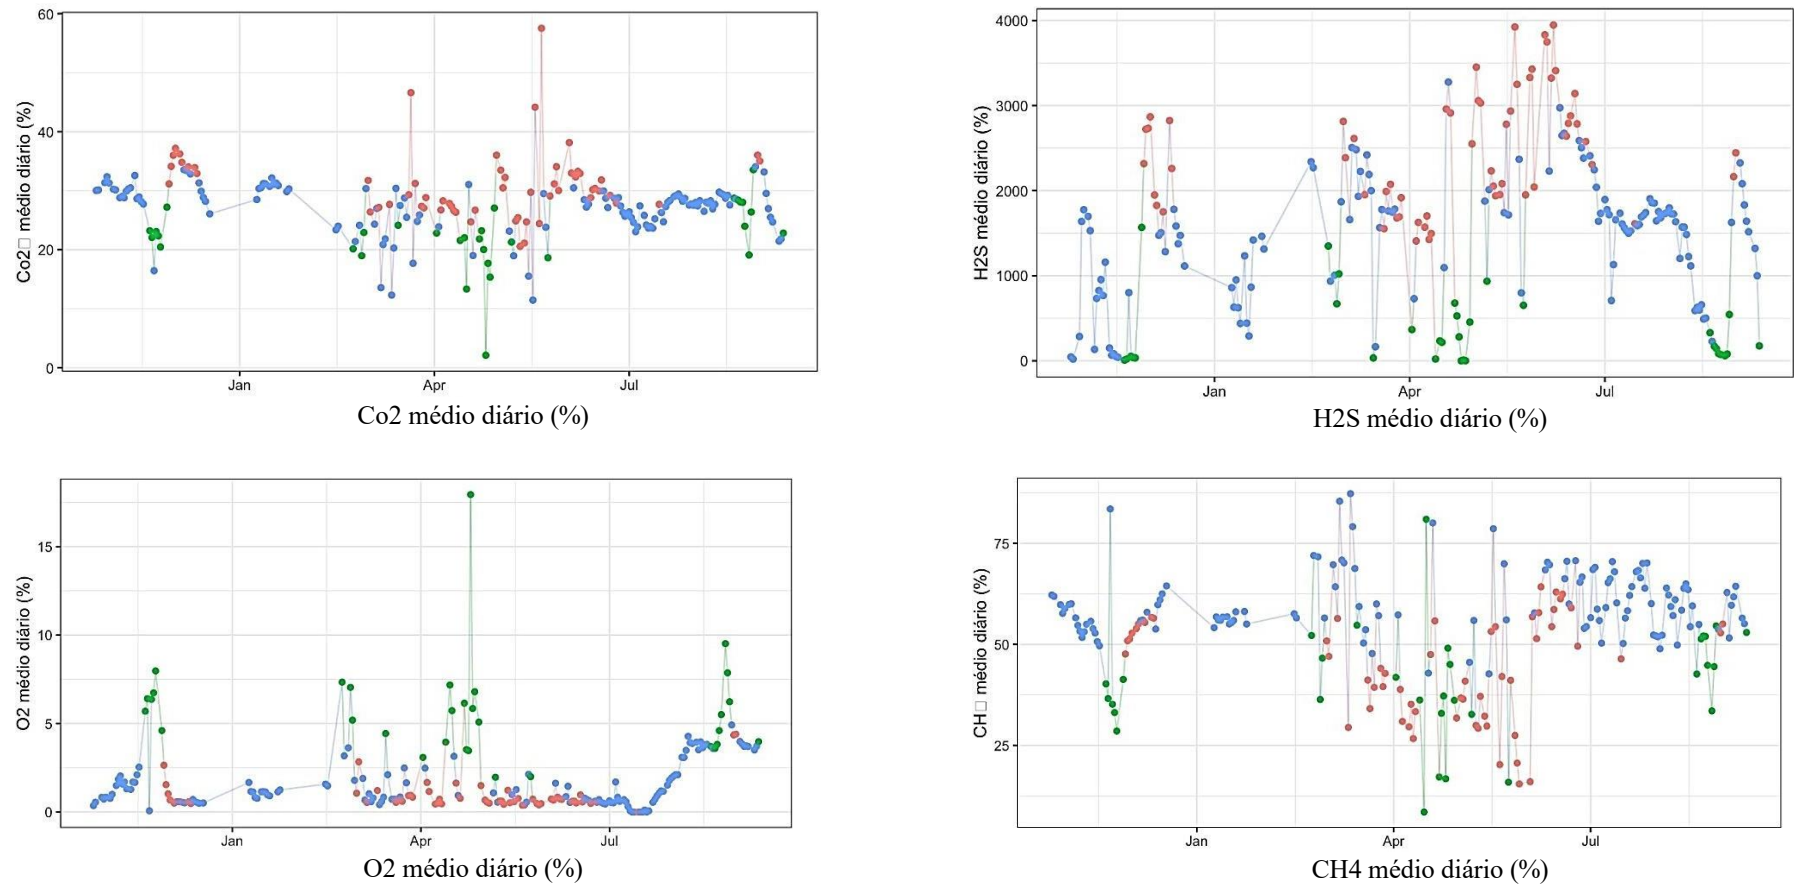 60
40
20
0
Co2□ médio diário (%)
Jan Apr Jul
Co2 médio diário (%)
4000
3000
2000
1000
0
H2S médio diário (%)
Jan Apr Jul
H2S médio diário (%)
15
10
5
0
O2 médio diário (%)
Jan Apr Jul
O2 médio diário (%)
75
50
25
CH□ médio diário (%)
Jan Apr Jul
CH4 médio diário (%)